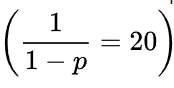 (1/(1 − p) = 20)